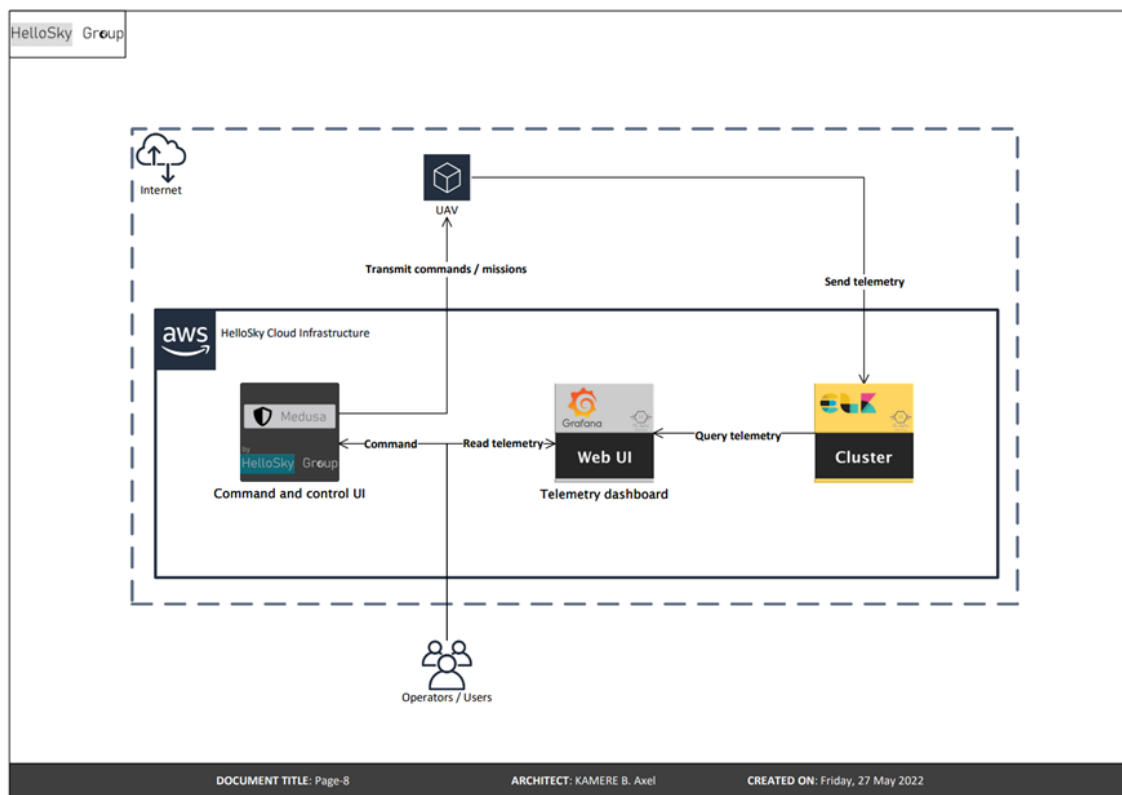 HelloSky Group
Internet
UAV
Transmit commands / missions
Send telemetry
aws
HelloSky Cloud Infrastructure
Medusa
by
HelloSky Group
Command and control UI
Command
Read telemetry
Grafana
Web UI
Telemetry dashboard
Query telemetry
elk
Cluster
Operators / Users
DOCUMENT TITLE: Page-8
ARCHITECT: KAMERE B. Axel
CREATED ON: Friday, 27 May 2022